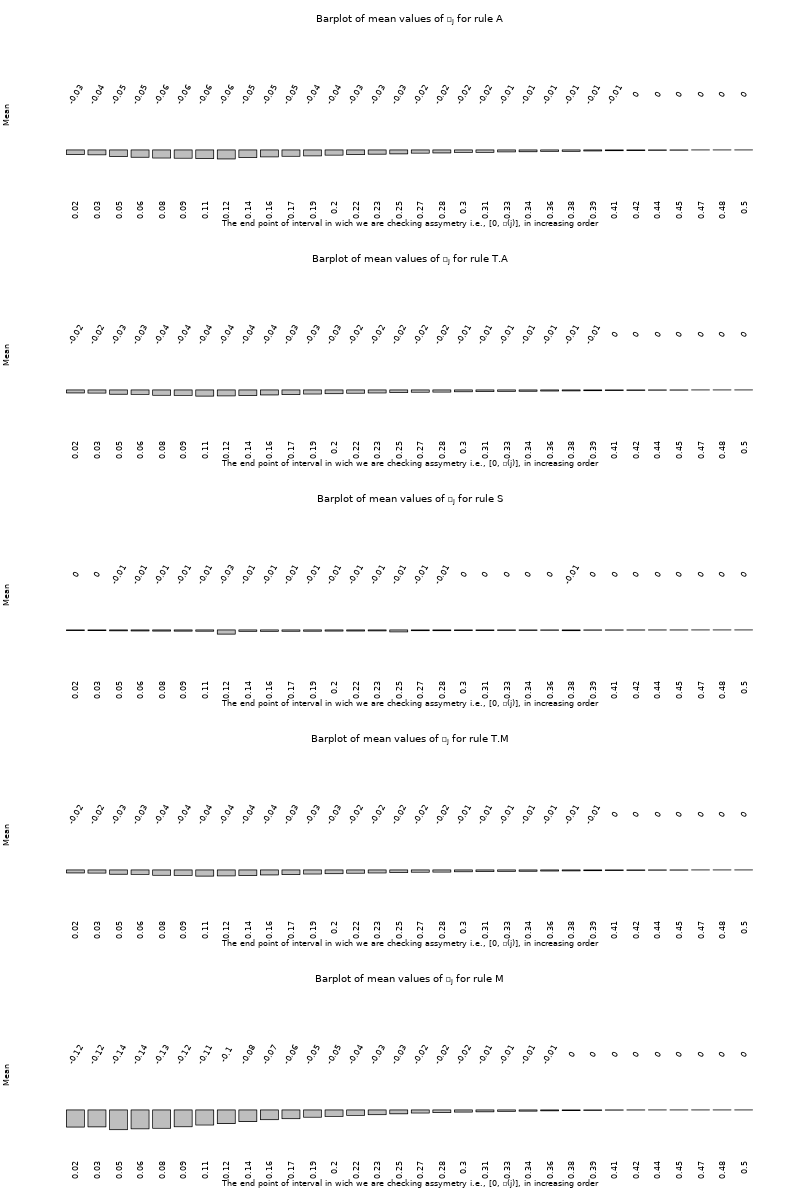 Barplot of mean values of □j for rule A
-0.03 -0.04 -0.05 -0.05 -0.06 -0.06 -0.06 -0.06 -0.05 -0.05 -0.05 -0.04 -0.04 -0.03 -0.03 -0.03 -0.02 -0.02 -0.02 -0.02 -0.01 -0.01 -0.01 -0.01 -0.01 -0.01 0 0 0 0 0 0
Mean
0.02 0.03 0.05 0.06 0.08 0.09 0.11 0.12 0.14 0.16 0.17 0.19 0.2 0.22 0.23 0.25 0.27 0.28 0.3 0.31 0.33 0.34 0.36 0.38 0.39 0.41 0.42 0.44 0.45 0.47 0.48 0.5
The end point of interval in wich we are checking assymetry i.e., [0, □(j)], in increasing order
Barplot of mean values of □j for rule T.A
-0.02 -0.02 -0.03 -0.03 -0.04 -0.04 -0.04 -0.04 -0.04 -0.04 -0.03 -0.03 -0.03 -0.02 -0.02 -0.02 -0.02 -0.02 -0.01 -0.01 -0.01 -0.01 -0.01 -0.01 -0.01 0 0 0 0 0 0 0
Mean
0.02 0.03 0.05 0.06 0.08 0.09 0.11 0.12 0.14 0.16 0.17 0.19 0.2 0.22 0.23 0.25 0.27 0.28 0.3 0.31 0.33 0.34 0.36 0.38 0.39 0.41 0.42 0.44 0.45 0.47 0.48 0.5
The end point of interval in wich we are checking assymetry i.e., [0, □(j)], in increasing order
Barplot of mean values of □j for rule S
0 0 -0.01 -0.01 -0.01 -0.01 -0.01 -0.03 -0.01 -0.01 -0.01 -0.01 -0.01 -0.01 -0.01 -0.01 -0.01 -0.01 0 0 0 0 0 -0.01 0 0 0 0 0 0 0 0
Mean
0.02 0.03 0.05 0.06 0.08 0.09 0.11 0.12 0.14 0.16 0.17 0.19 0.2 0.22 0.23 0.25 0.27 0.28 0.3 0.31 0.33 0.34 0.36 0.38 0.39 0.41 0.42 0.44 0.45 0.47 0.48 0.5
The end point of interval in wich we are checking assymetry i.e., [0, □(j)], in increasing order
Barplot of mean values of □j for rule T.M
-0.02 -0.02 -0.03 -0.03 -0.04 -0.04 -0.04 -0.04 -0.04 -0.04 -0.03 -0.03 -0.03 -0.02 -0.02 -0.02 -0.02 -0.02 -0.01 -0.01 -0.01 -0.01 -0.01 -0.01 -0.01 0 0 0 0 0 0 0
Mean
0.02 0.03 0.05 0.06 0.08 0.09 0.11 0.12 0.14 0.16 0.17 0.19 0.2 0.22 0.23 0.25 0.27 0.28 0.3 0.31 0.33 0.34 0.36 0.38 0.39 0.41 0.42 0.44 0.45 0.47 0.48 0.5
The end point of interval in wich we are checking assymetry i.e., [0, □(j)], in increasing order
Barplot of mean values of □j for rule M
-0.12 -0.12 -0.14 -0.14 -0.13 -0.12 -0.11 -0.1 -0.08 -0.07 -0.06 -0.05 -0.05 -0.04 -0.03 -0.03 -0.02 -0.02 -0.02 -0.01 -0.01 -0.01 -0.01 0 0 0 0 0 0 0 0 0
Mean
0.02 0.03 0.05 0.06 0.08 0.09 0.11 0.12 0.14 0.16 0.17 0.19 0.2 0.22 0.23 0.25 0.27 0.28 0.3 0.31 0.33 0.34 0.36 0.38 0.39 0.41 0.42 0.44 0.45 0.47 0.48 0.5
The end point of interval in wich we are checking assymetry i.e., [0, □(j)], in increasing order